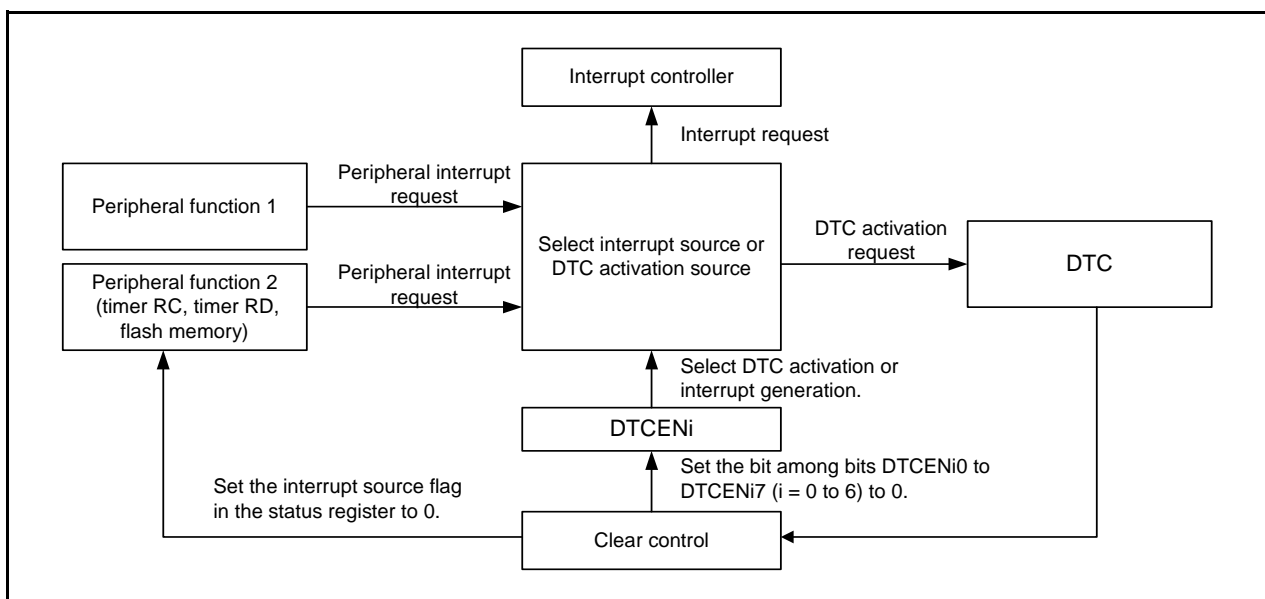 Interrupt controller
Interrupt request
Peripheral function 1
Peripheral interrupt
request
Peripheral function 2
(timer RC, timer RD,
flash memory)
Peripheral interrupt
request
Select interrupt source or
DTC activation source
DTC activation
request
DTC
Select DTC activation or
interrupt generation.
DTCENi
Set the interrupt source flag
in the status register to 0.
Set the bit among bits DTCENi0 to
DTCENi7 (i = 0 to 6) to 0.
Clear control